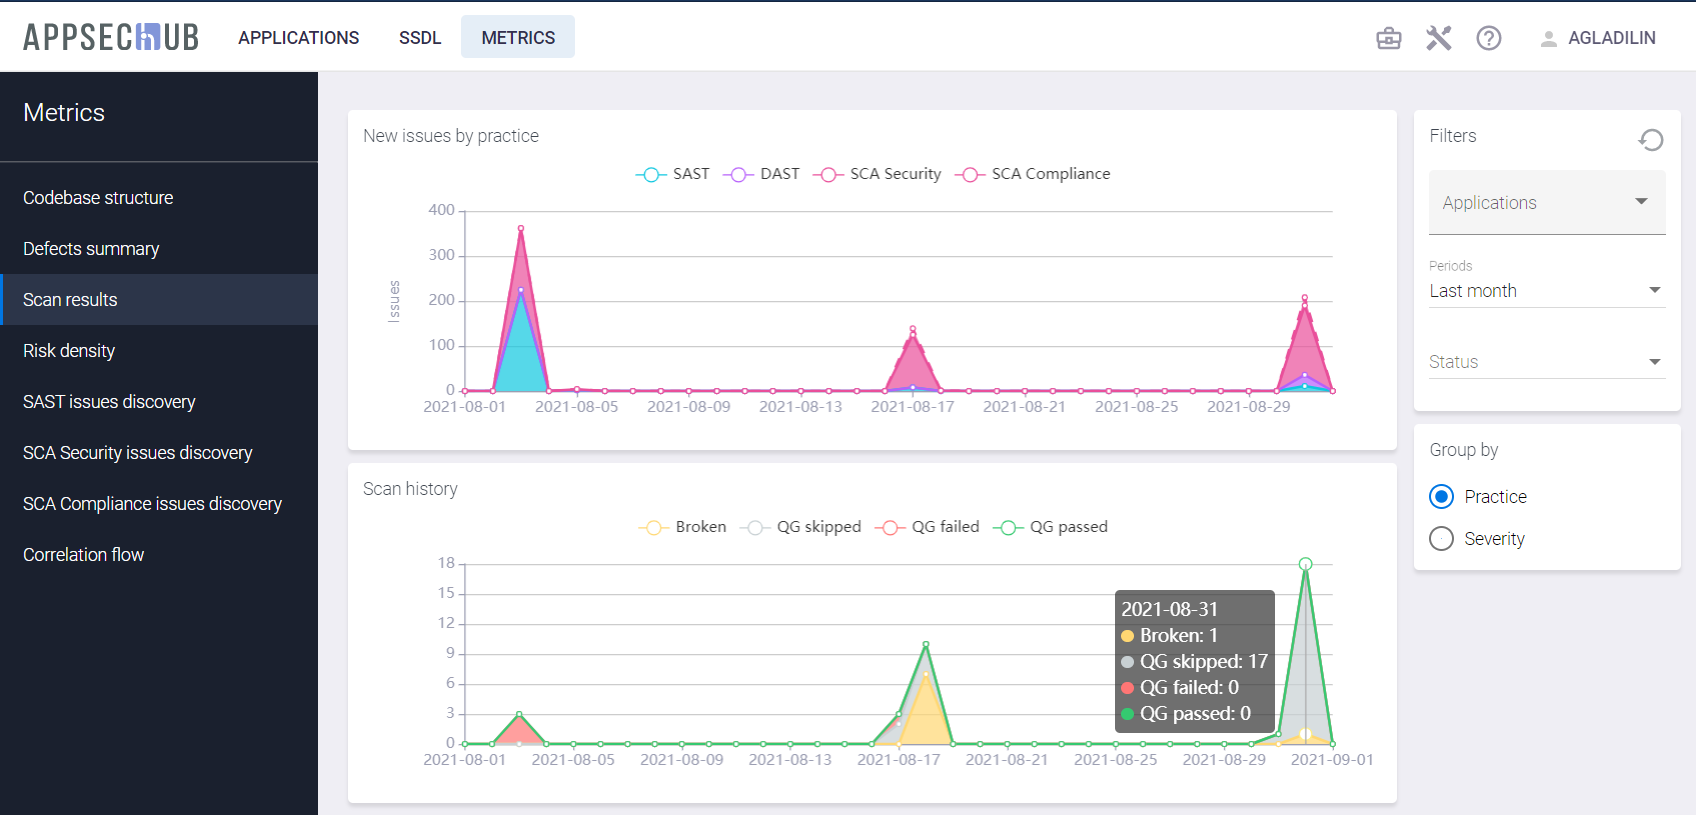 APPSECHUB
APPLICATIONS
SSDL
METRICS
AGLADILIN
Metrics
Codebase structure
Defects summary
Scan results
Risk density
SAST issues discovery
SCA Security issues discovery
SCA Compliance issues discovery
Correlation flow
New issues by practice
SAST DAST SCA Security SCA Compliance
Issues
400
300
200
100
0
2021-08-01 2021-08-05 2021-08-09 2021-08-13 2021-08-17 2021-08-21 2021-08-25 2021-08-29
Scan history
Broken QG skipped QG failed QG passed
18
15
12
9
6
3
0
2021-08-31
Broken: 1
QG skipped: 17
QG failed: 0
QG passed: 0
2021-08-01 2021-08-05 2021-08-09 2021-08-13 2021-08-17 2021-08-21 2021-08-25 2021-08-29 2021-09-01
Filters
Applications
Periods
Last month
Status
Group by
Practice
Severity